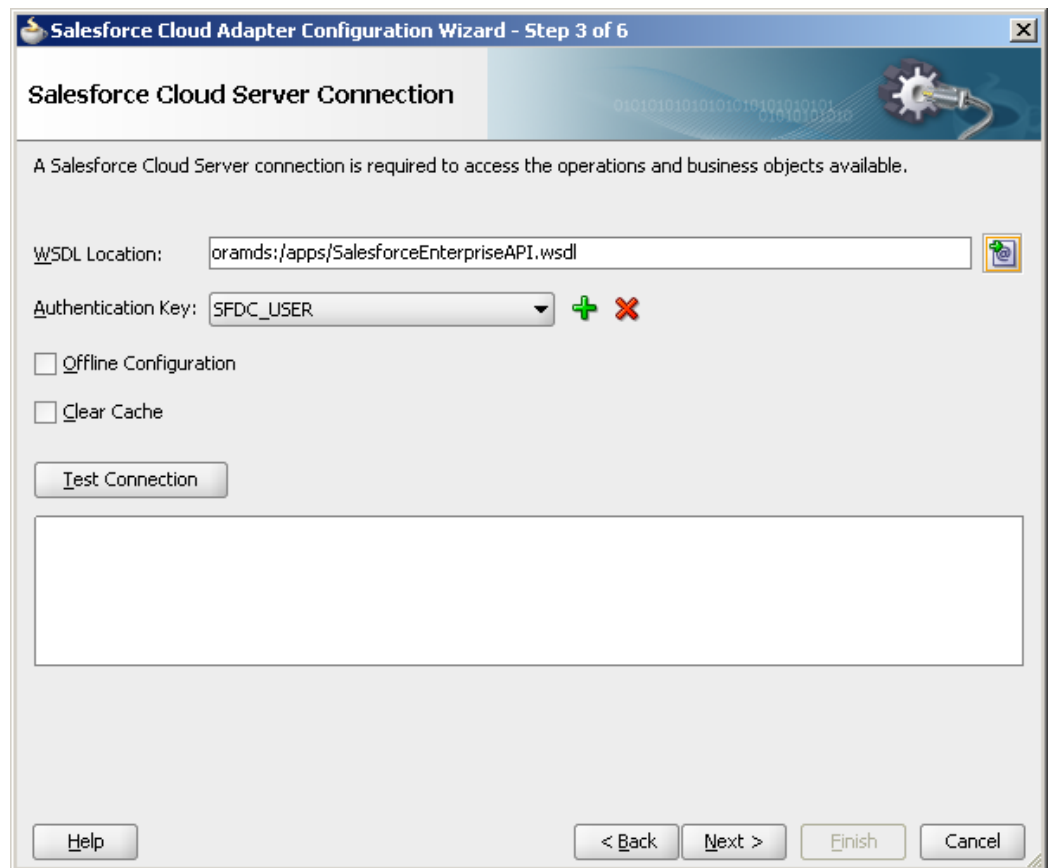 Salesforce Cloud Adapter Configuration Wizard - Step 3 of 6
Salesforce Cloud Server Connection
A Salesforce Cloud Server connection is required to access the operations and business objects available.
WSDL Location: oramds:/apps/SalesforceEnterpriseAPI.wsdl
Authentication Key: SFDC_USER
Offline Configuration
Clear Cache
Test Connection
Help < Back Next > Finish Cancel